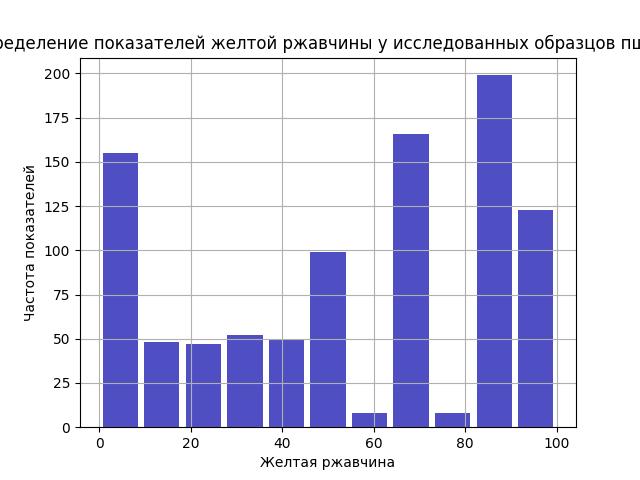 ределение показателей желтой ржавчины у исследованных образцов пш
200
175
150
125
100
75
50
25
0
Частота показателей
0 20 40 60 80 100
Желтая ржавчина